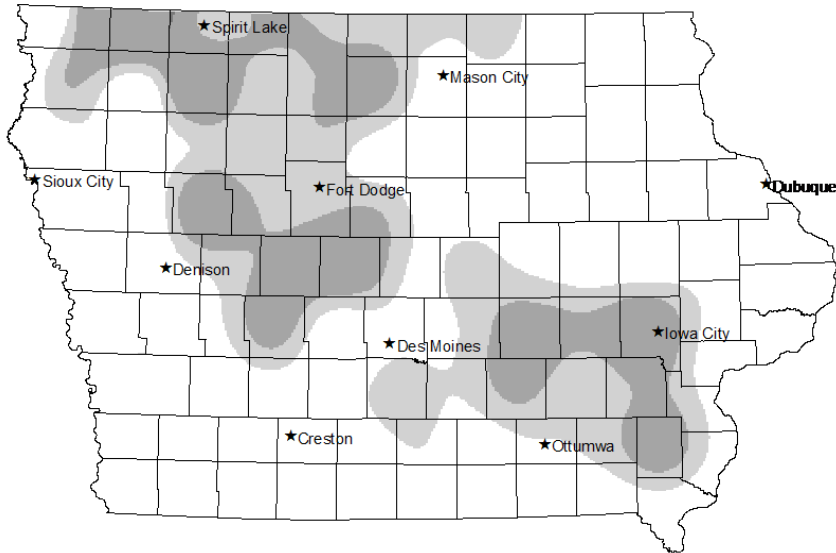 Spirit Lake
Mason City
Sioux City
Fort Dodge
Dubuque
Denison
Iowa City
Des Moines
Creston
Ottumwa